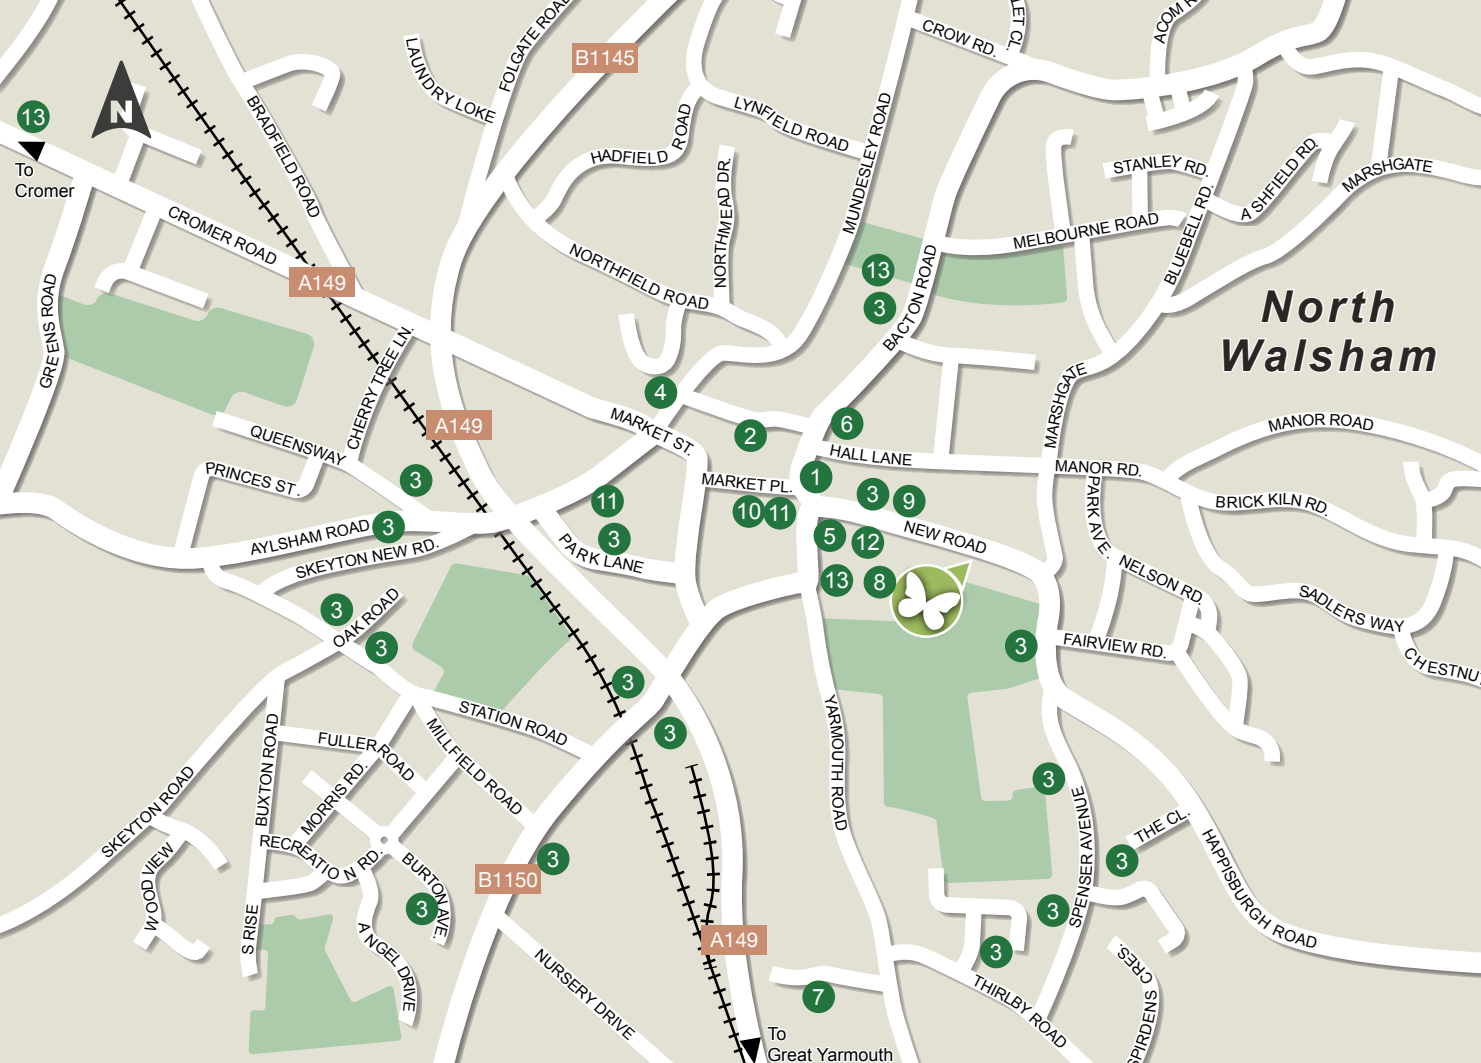 FOLGATE ROAD
LET CL.
ACOM R
CROW RD.
B1145
LAUNDRY LOKE
13
N
BRADFIELD ROAD
LYNFIELD ROAD
HADFIELD ROAD
MUNDESLEY ROAD
To
Cromer
STANLEY RD.
ASHFIELD RD.
MARSHGATE
NORTHMEAD DR.
CROMER ROAD
MELBOURNE ROAD
BLUEBELL RD.
NORTHFIELD ROAD
13
A149
3
BACTON ROAD
North
Walsham
GREENS ROAD
CHERRY TREE LN.
4
MARSHGATE
A149
MARKET ST.
2
6
MANOR ROAD
QUEENSWAY
HALL LANE
MANOR RD.
PRINCES ST.
3
MARKET PL.
1
3
9
PARK AVE.
BRICK KILN RD.
11
10
11
AYLSHAM ROAD
3
3
5
12
NEW ROAD
SKEYTON NEW RD.
PARK LANE
13
8
NELSON RD.
SADLERS WAY
3
OAK ROAD
3
3
FAIRVIEW RD.
CHESTNUT
3
STATION ROAD
YARMOUTH ROAD
BUXTON ROAD
FULLER ROAD
MILLFIELD ROAD
3
3
SKEYTON ROAD
MORRIS RD.
SPENSER AVENUE
THE CL.
RECREATION RD.
3
3
HAPPISBURGH ROAD
WOODVIEW
BURTON AVE.
B1150
3
3
S RISE
ANGEL DRIVE
A149
3
NURSERY DRIVE
7
THIRLBY ROAD
SPIRDENS CRES.
To
Great Yarmouth